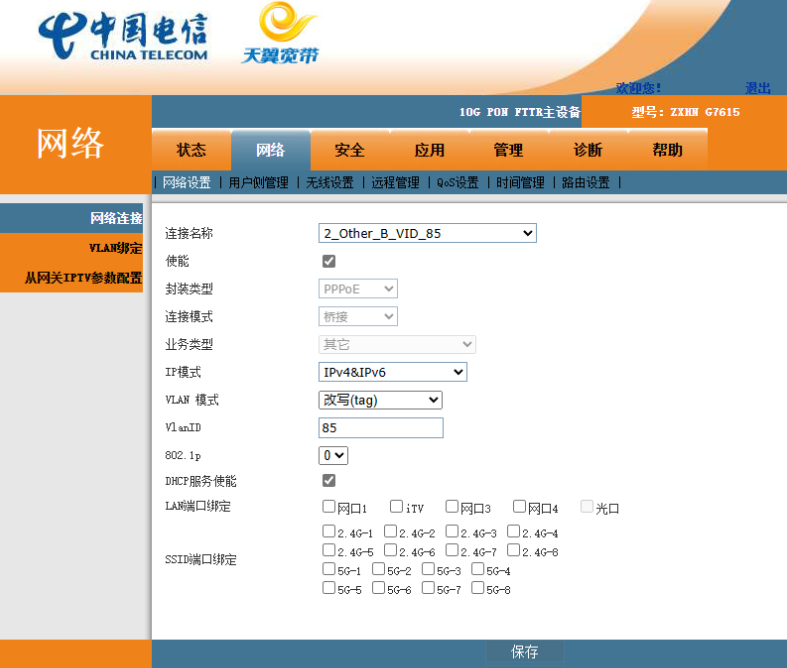 中国电信
CHINA TELECOM
天翼宽带
欢迎您! 退出
10G PON FTTR主设备 型号: ZXHN G7615
网络
状态 网络 安全 应用 管理 诊断 帮助
| 网络设置 | 用户侧管理 | 无线设置 | 远程管理 | QoS设置 | 时间管理 | 路由设置 |
网络连接
VLAN绑定
从网关IPTV参数配置
连接名称 2_Other_B_VID_85
使能
封装类型 PPPoE
连接模式 桥接
业务类型 其它
IP模式 IPv4&IPv6
VLAN 模式 改写(tag)
VlanID 85
802.1p 0
DHCP服务使能
LAN端口绑定 网口1 iTV 网口3 网口4 光口
SSID端口绑定
2.4G-1 2.4G-2 2.4G-3 2.4G-4
2.4G-5 2.4G-6 2.4G-7 2.4G-8
5G-1 5G-2 5G-3 5G-4
5G-5 5G-6 5G-7 5G-8
保存